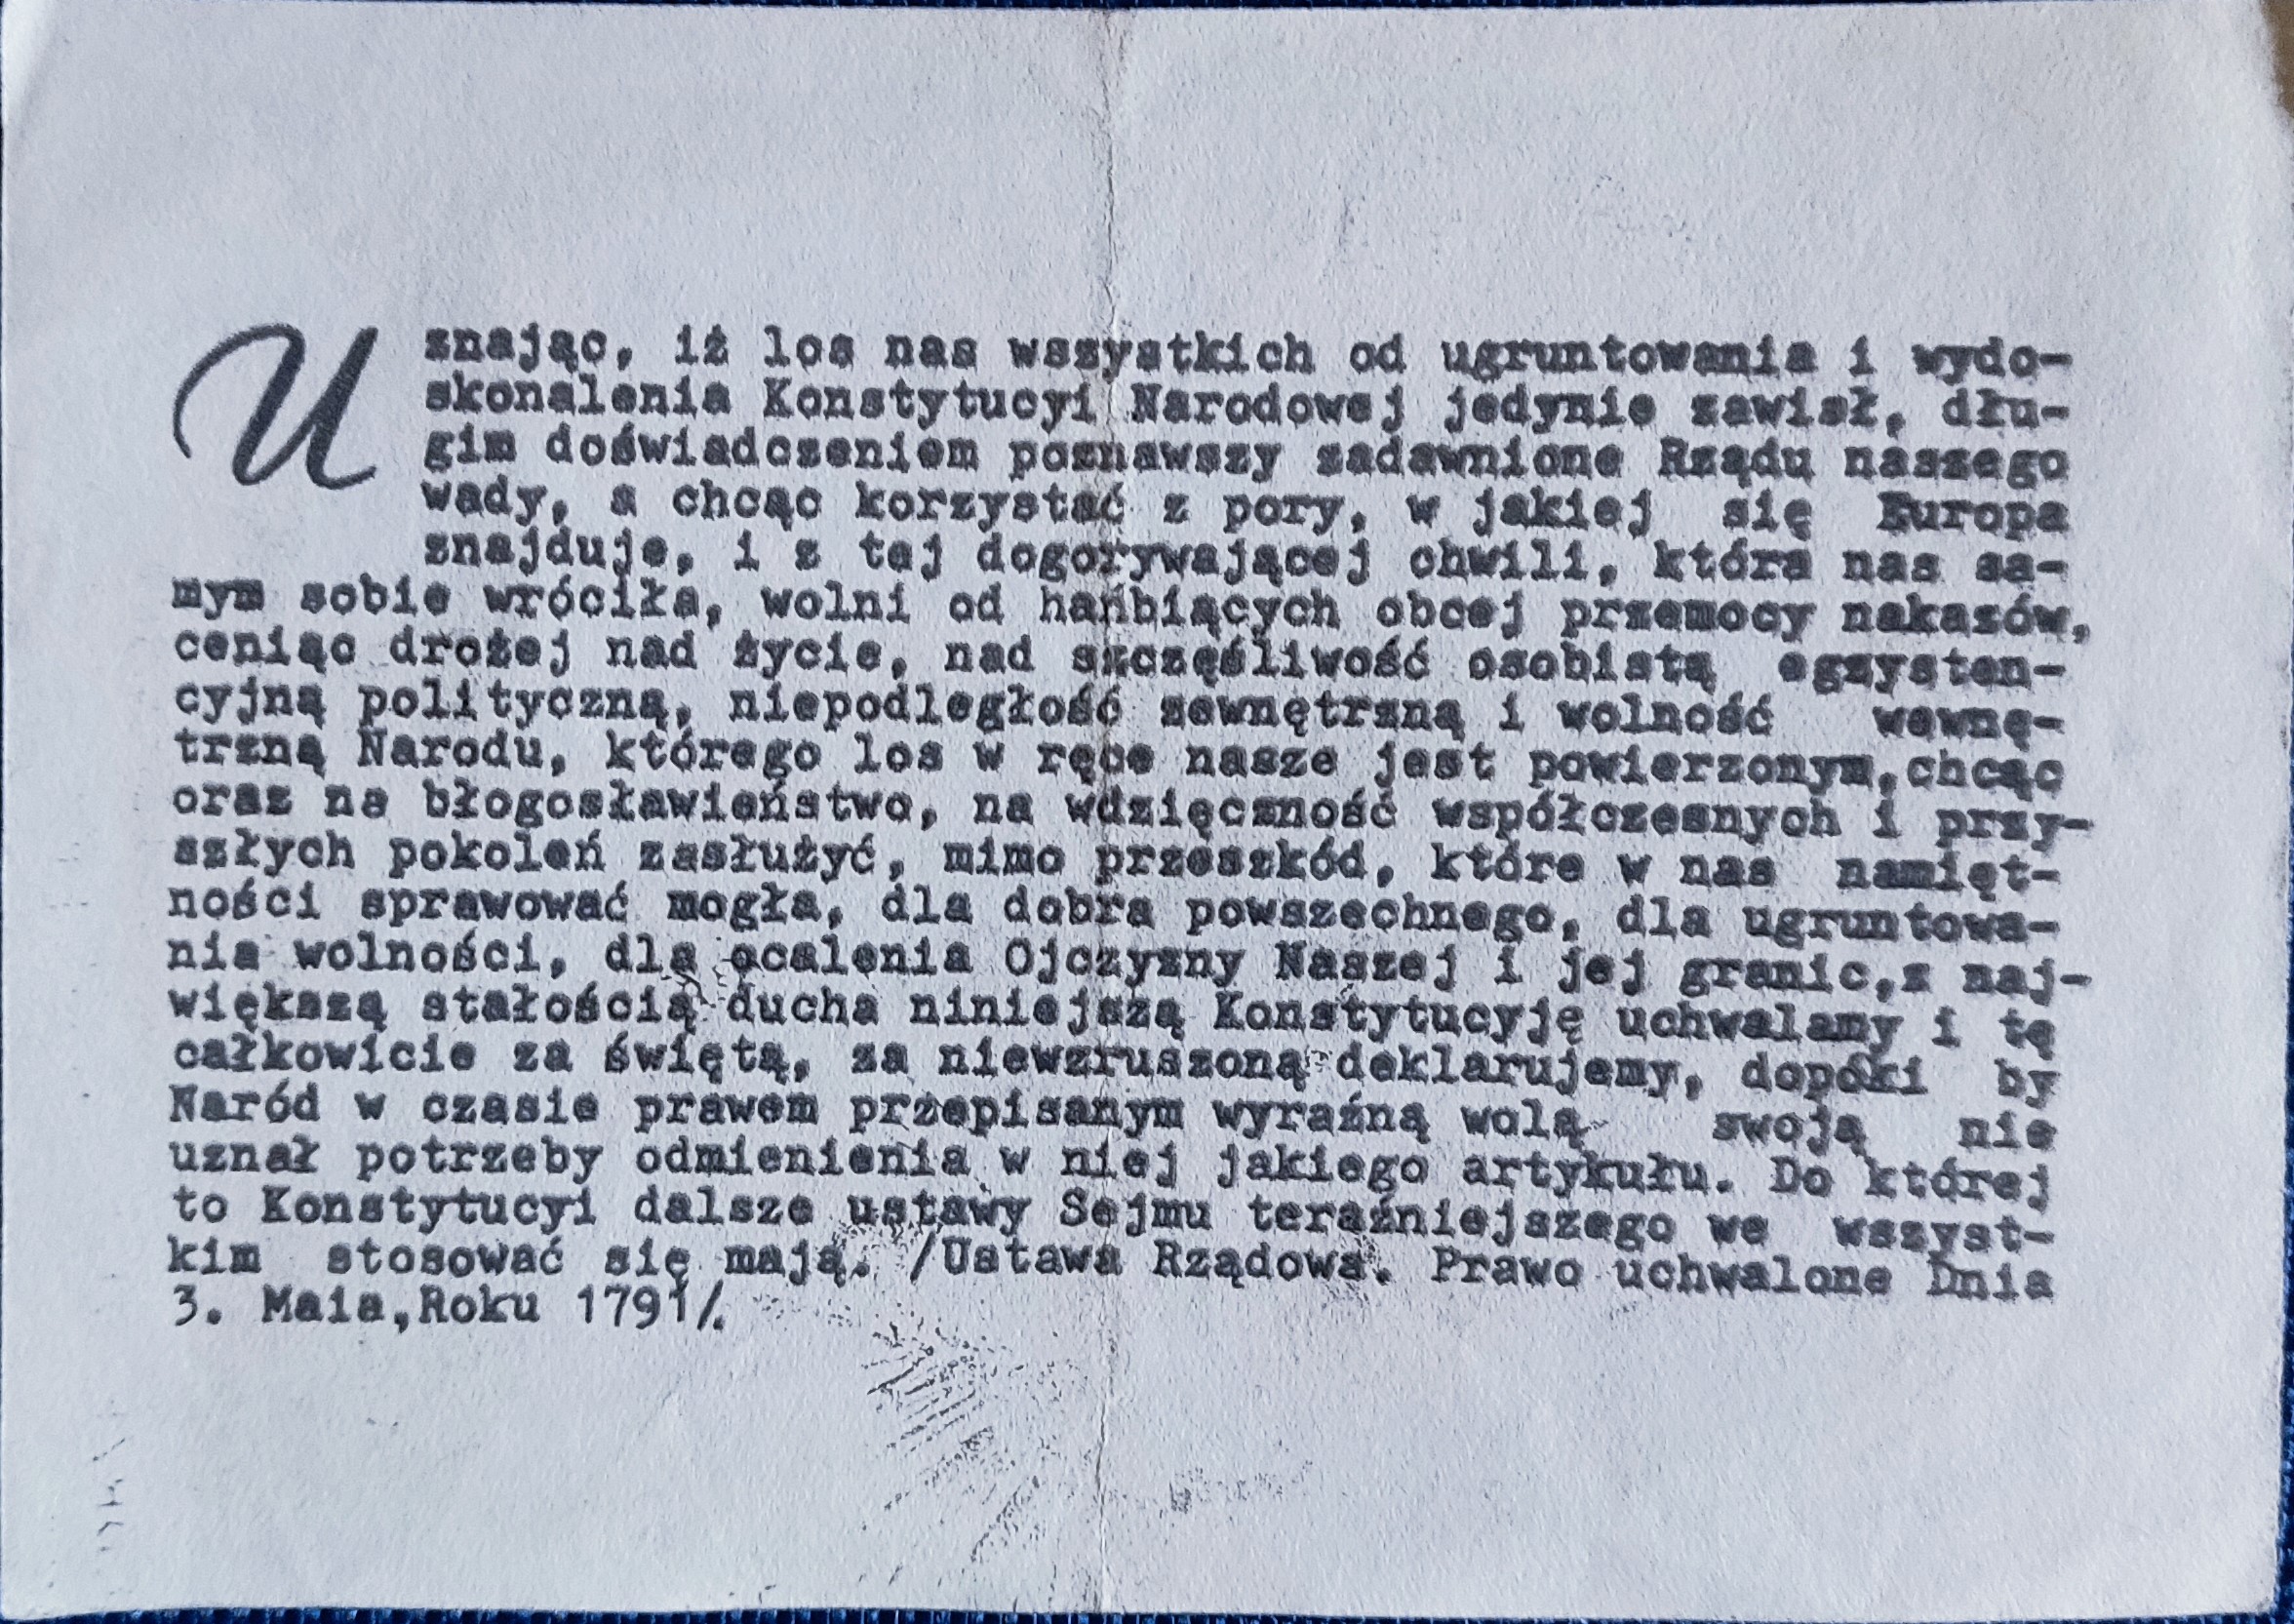 Uznając, iż los nas wszystkich od ugruntowania i wydo-
skonalenia Konstytucyi Narodowej jedynie zawisł, dłu-
gim doświadczeniem poznawszy zadawnione Rządu naszego
wady, a chcąc korzystać z pory, w jakiej się Europa
znajduje, i z tej dogorywającej chwili, która nas sa-
mym sobie wróciła, wolni od hańbiących obcej przemocy nakazów,
ceniąc drożej nad życie, nad szczęśliwość osobistą egzysten-
cyjną polityczną, niepodległość zewnętrzną i wolność wewnę-
trzną Narodu, którego los w ręce nasze jest powierzonym,chcąc
oraz na błogosławieństwo, na wdzięczność współczesnych i przy-
szłych pokoleń zasłużyć, mimo przeszkód, które w nas namięt-
ności sprawować mogła, dla dobra powszechnego, dla ugruntowa-
nia wolności, dla ocalenia Ojczyzny Naszej i jej granic,z naj-
większą stałością ducha niniejszą Konstytucyję uchwalamy i tę
całkowicie za świętą, za niewzruszoną deklarujemy, dopóki by
Naród w czasie prawem przepisanym wyraźną wolą swoją nie
uznał potrzeby odmienienia w niej jakiego artykułu. Do której
to Konstytucyi dalsze ustawy Sejmu teraźniejszego we wszyst-
kim stosować się mają. /Ustawa Rządowa. Prawo uchwalone Dnia
3. Maia,Roku 1791/.